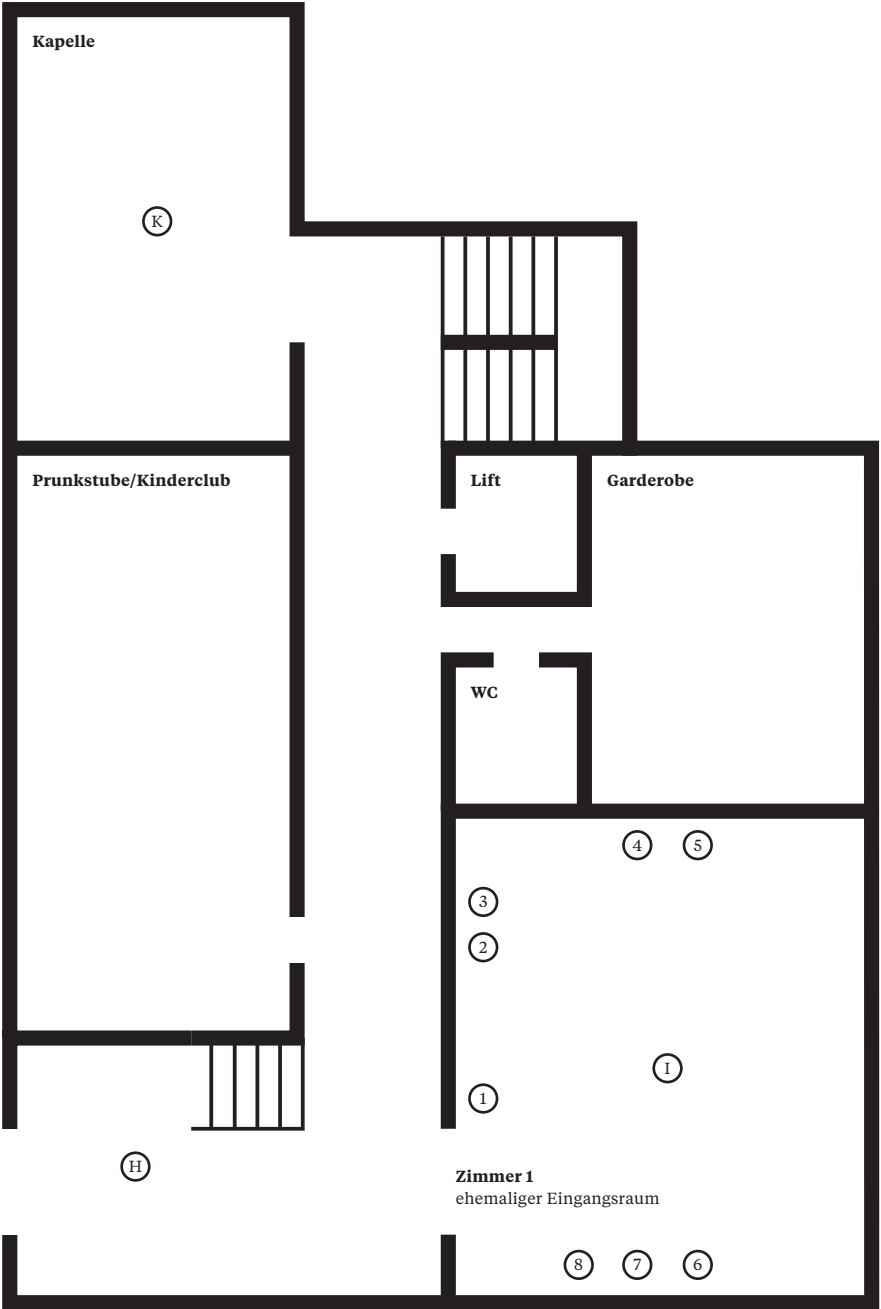 Kapelle
K
Prunkstube/Kinderclub
Lift
Garderobe
WC
4
5
3
2
I
1
H
Zimmer 1
ehemaliger Eingangsraum
8
7
6